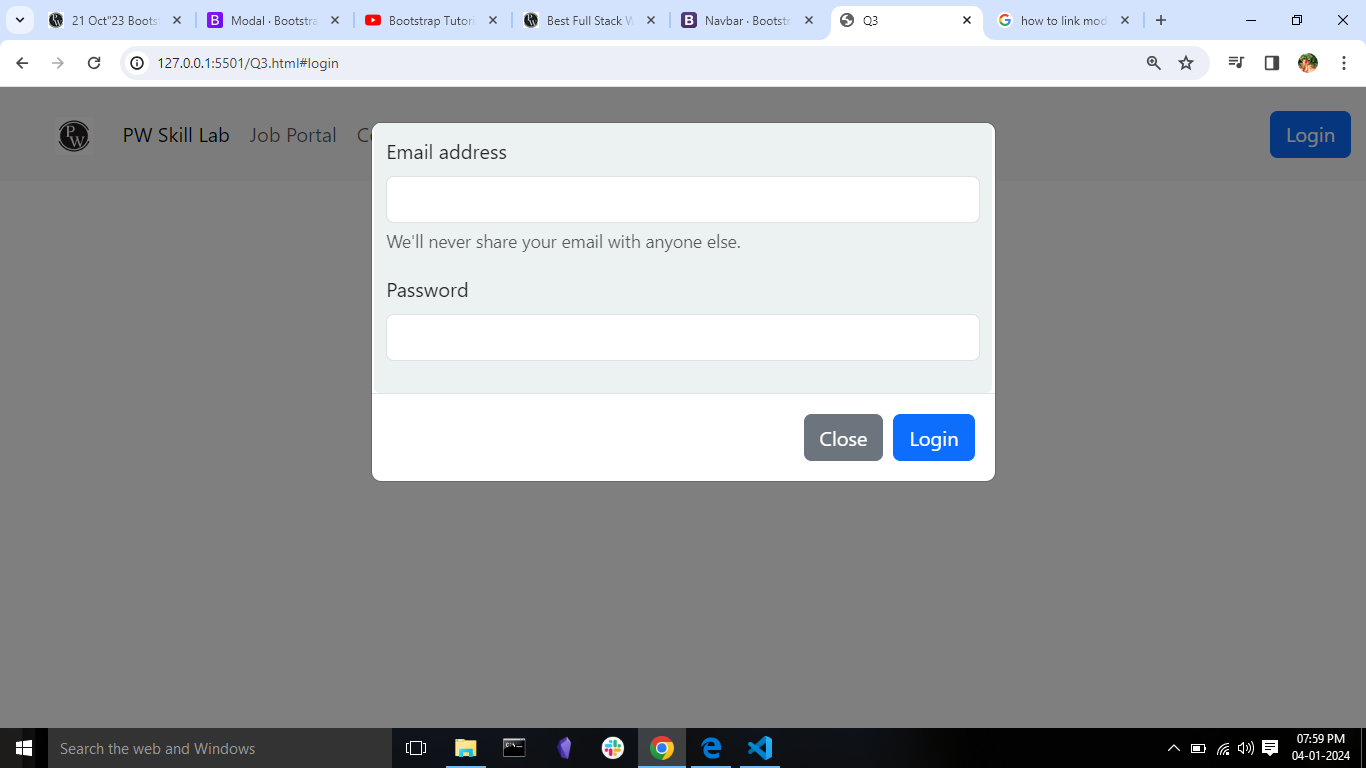 21 Oct"23 Boots
Modal · Bootstra
Bootstrap Tutori
Best Full Stack W
Navbar · Bootstr
Q3
how to link mod
127.0.0.1:5501/Q3.html#login
PW
PW Skill Lab
Job Portal
Login
Email address
We'll never share your email with anyone else.
Password
Close
Login
Search the web and Windows
07:59 PM
04-01-2024